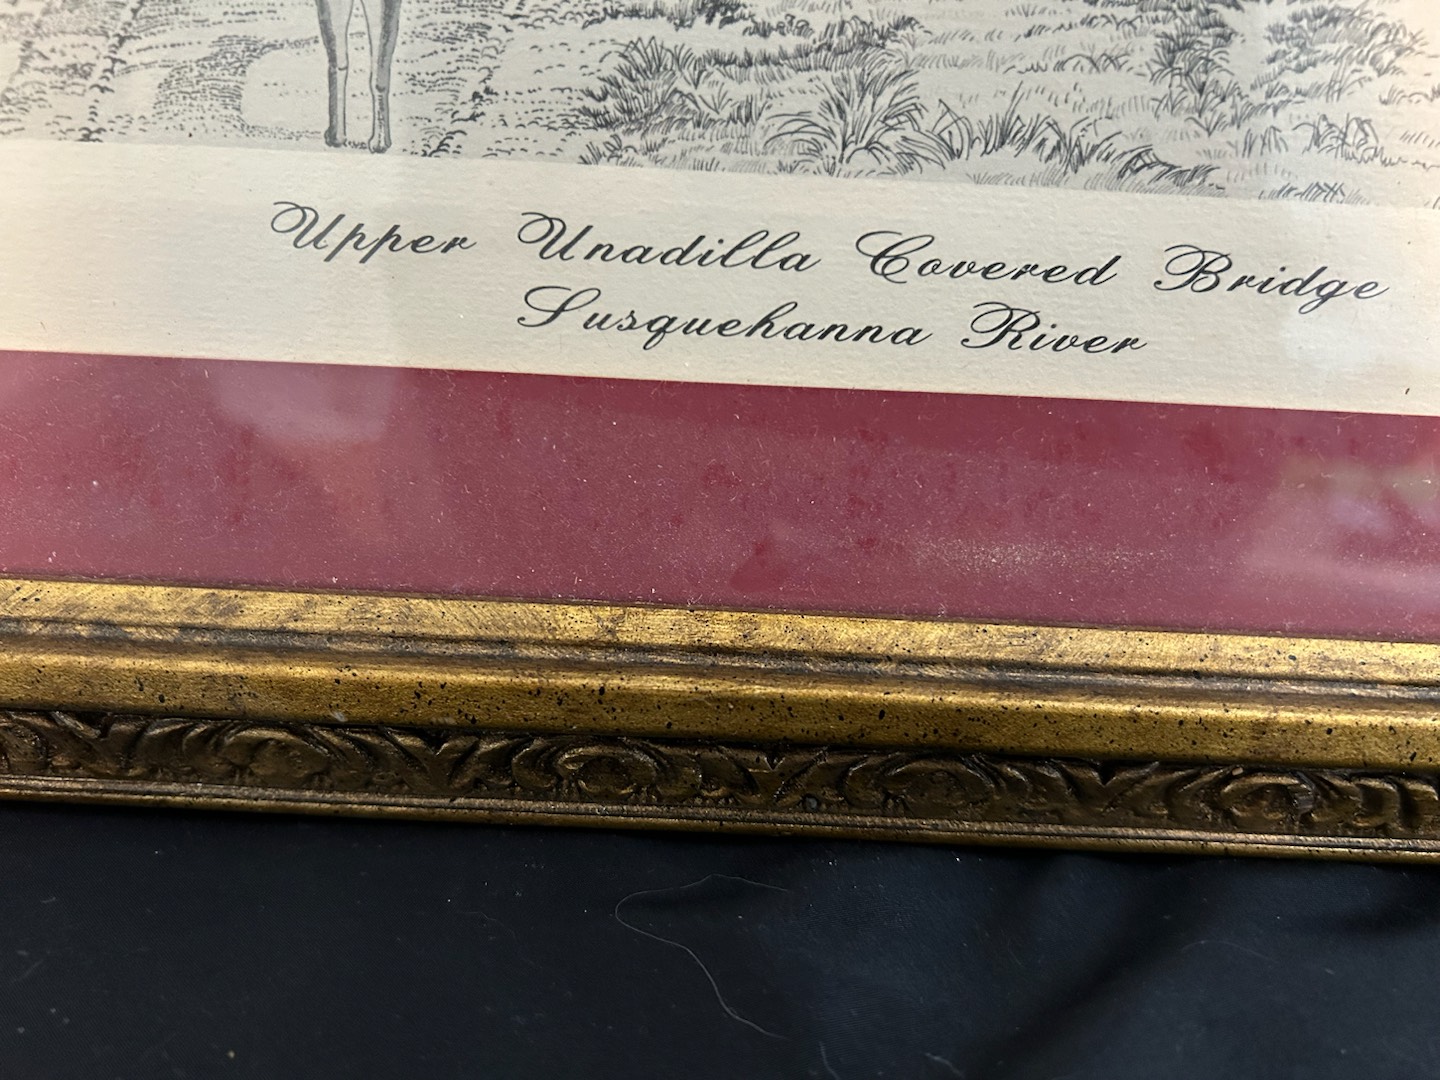 Upper Unadilla Covered Bridge
Susquehanna River